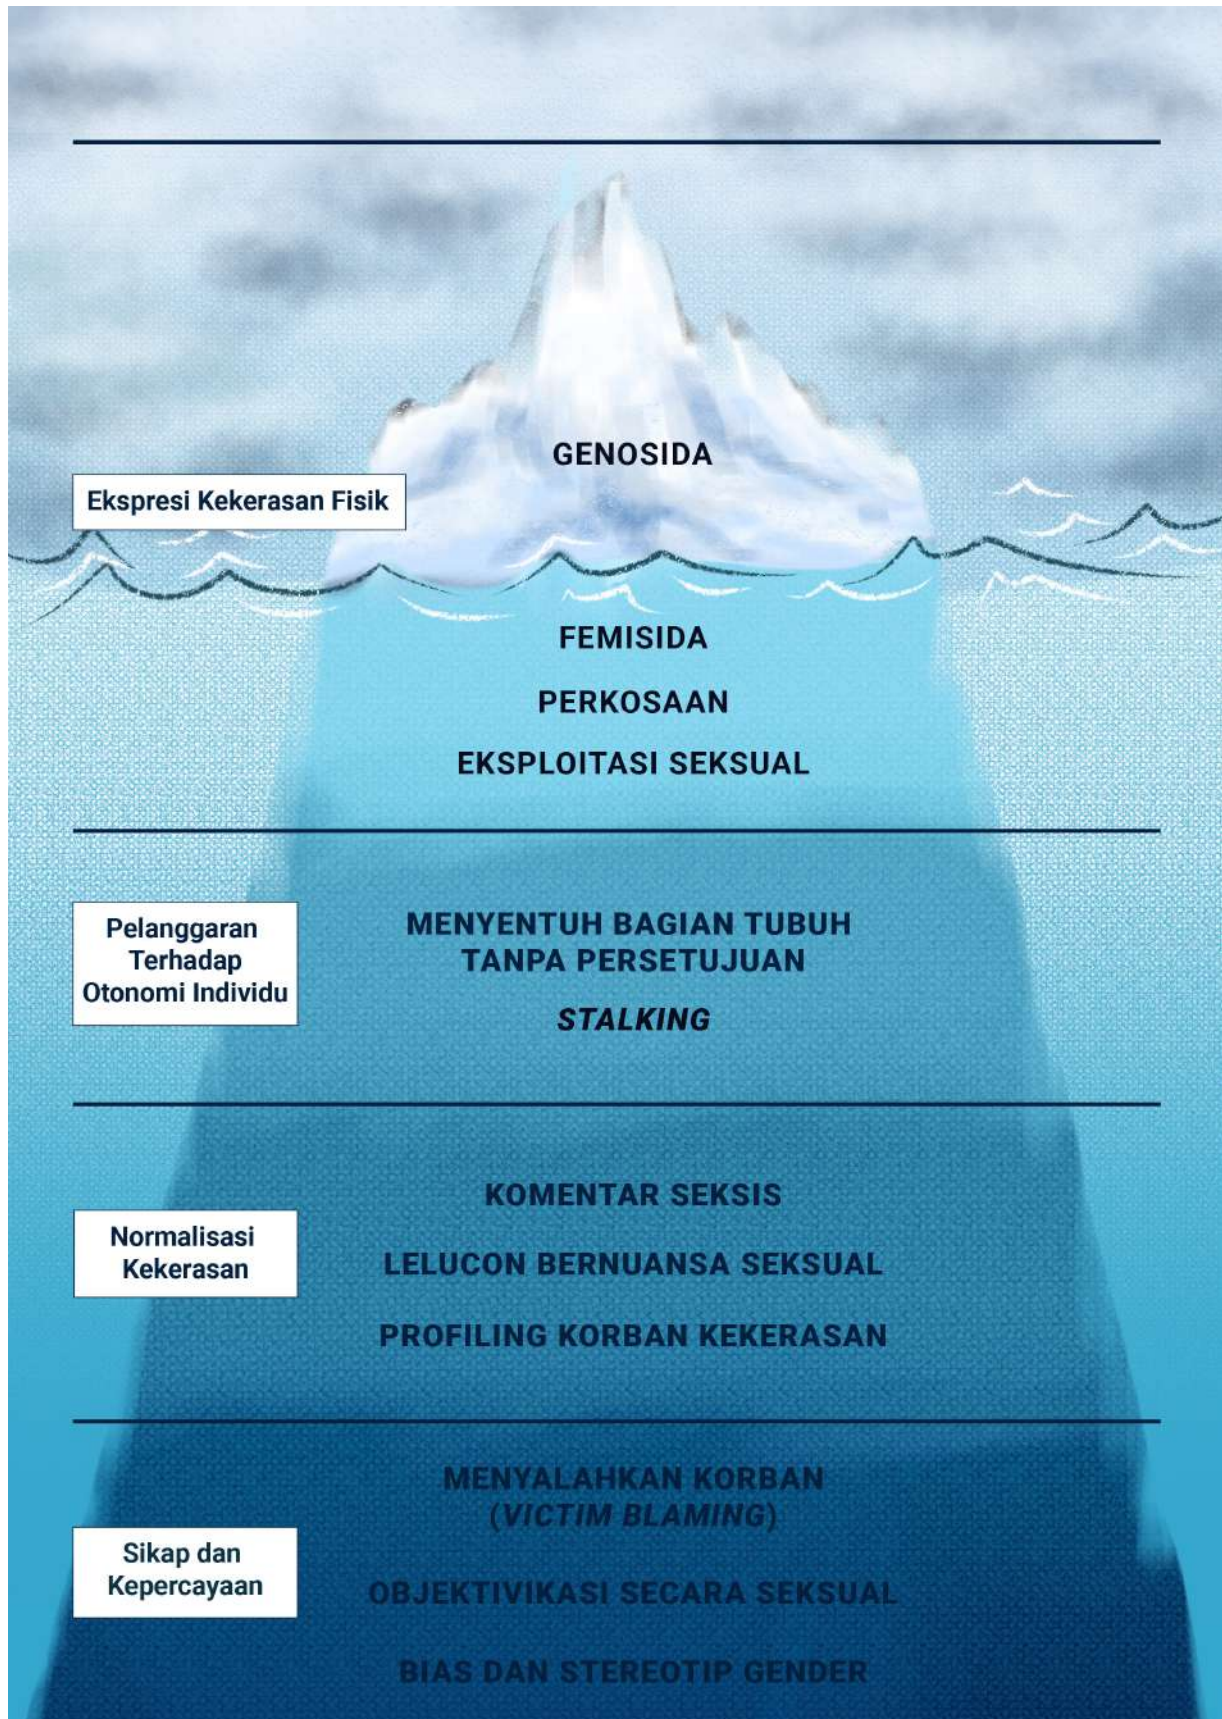 GENOSIDA
Ekspresi Kekerasan Fisik
FEMISIDA
PERKOSAAN
EKSPLOITASI SEKSUAL
Pelanggaran
Terhadap
Otonomi Individu
MENYENTUH BAGIAN TUBUH
TANPA PERSETUJUAN
STALKING
Normalisasi
Kekerasan
KOMENTAR SEKSIS
LELUCON BERNUANSA SEKSUAL
PROFILING KORBAN KEKERASAN
Sikap dan
Kepercayaan
MENYALAHKAN KORBAN
(VICTIM BLAMING)
OBJEKTIVIKASI SECARA SEKSUAL
BIAS DAN STEREOTIP GENDER